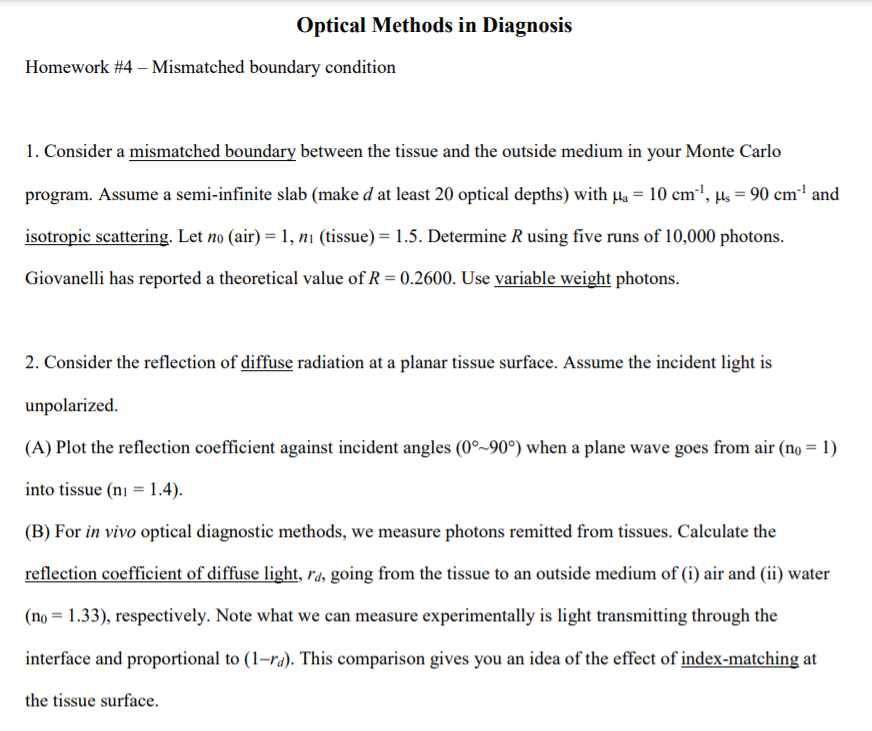 Optical Methods in Diagnosis
Homework #4 – Mismatched boundary condition
1. Consider a mismatched boundary between the tissue and the outside medium in your Monte Carlo
program. Assume a semi-infinite slab (make d at least 20 optical depths) with μa = 10 cm⁻¹, μs = 90 cm⁻¹ and
isotropic scattering. Let n₀ (air) = 1, n₁ (tissue) = 1.5. Determine R using five runs of 10,000 photons.
Giovanelli has reported a theoretical value of R = 0.2600. Use variable weight photons.
2. Consider the reflection of diffuse radiation at a planar tissue surface. Assume the incident light is
unpolarized.
(A) Plot the reflection coefficient against incident angles (0°~90°) when a plane wave goes from air (n₀ = 1)
into tissue (n₁ = 1.4).
(B) For in vivo optical diagnostic methods, we measure photons remitted from tissues. Calculate the
reflection coefficient of diffuse light, rd, going from the tissue to an outside medium of (i) air and (ii) water
(n₀ = 1.33), respectively. Note what we can measure experimentally is light transmitting through the
interface and proportional to (1−rd). This comparison gives you an idea of the effect of index-matching at
the tissue surface.